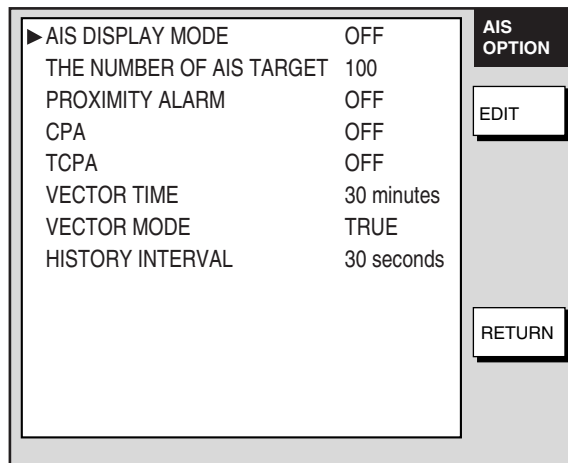 ▶AIS DISPLAY MODE OFF
THE NUMBER OF AIS TARGET 100
PROXIMITY ALARM OFF
CPA OFF
TCPA OFF
VECTOR TIME 30 minutes
VECTOR MODE TRUE
HISTORY INTERVAL 30 seconds
AIS
OPTION
EDIT
RETURN